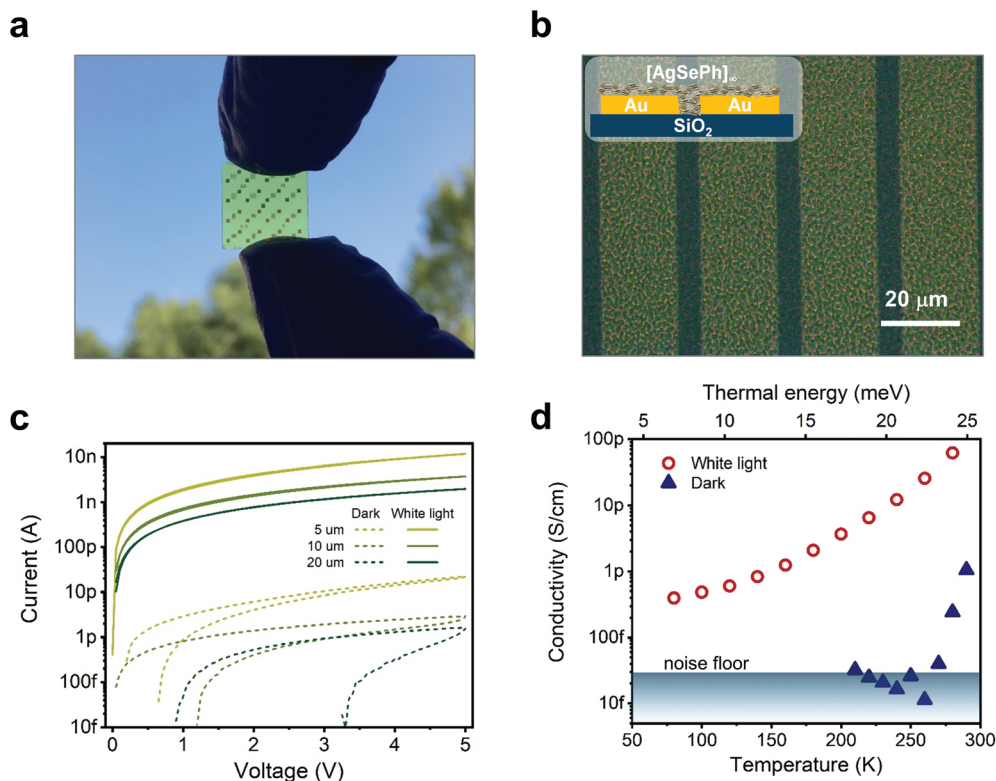 a
b
[AgSePh]∞
Au Au
SiO2
20 μm
c
10n
1n
100p
10p
1p
100f
10f
Current (A)
Dark White light
5 um
10 um
20 um
0 1 2 3 4 5
Voltage (V)
d
Thermal energy (meV)
5 10 15 20 25
100p
10p
1p
100f
10f
Conductivity (S/cm)
White light
Dark
noise floor
50 100 150 200 250 300
Temperature (K)